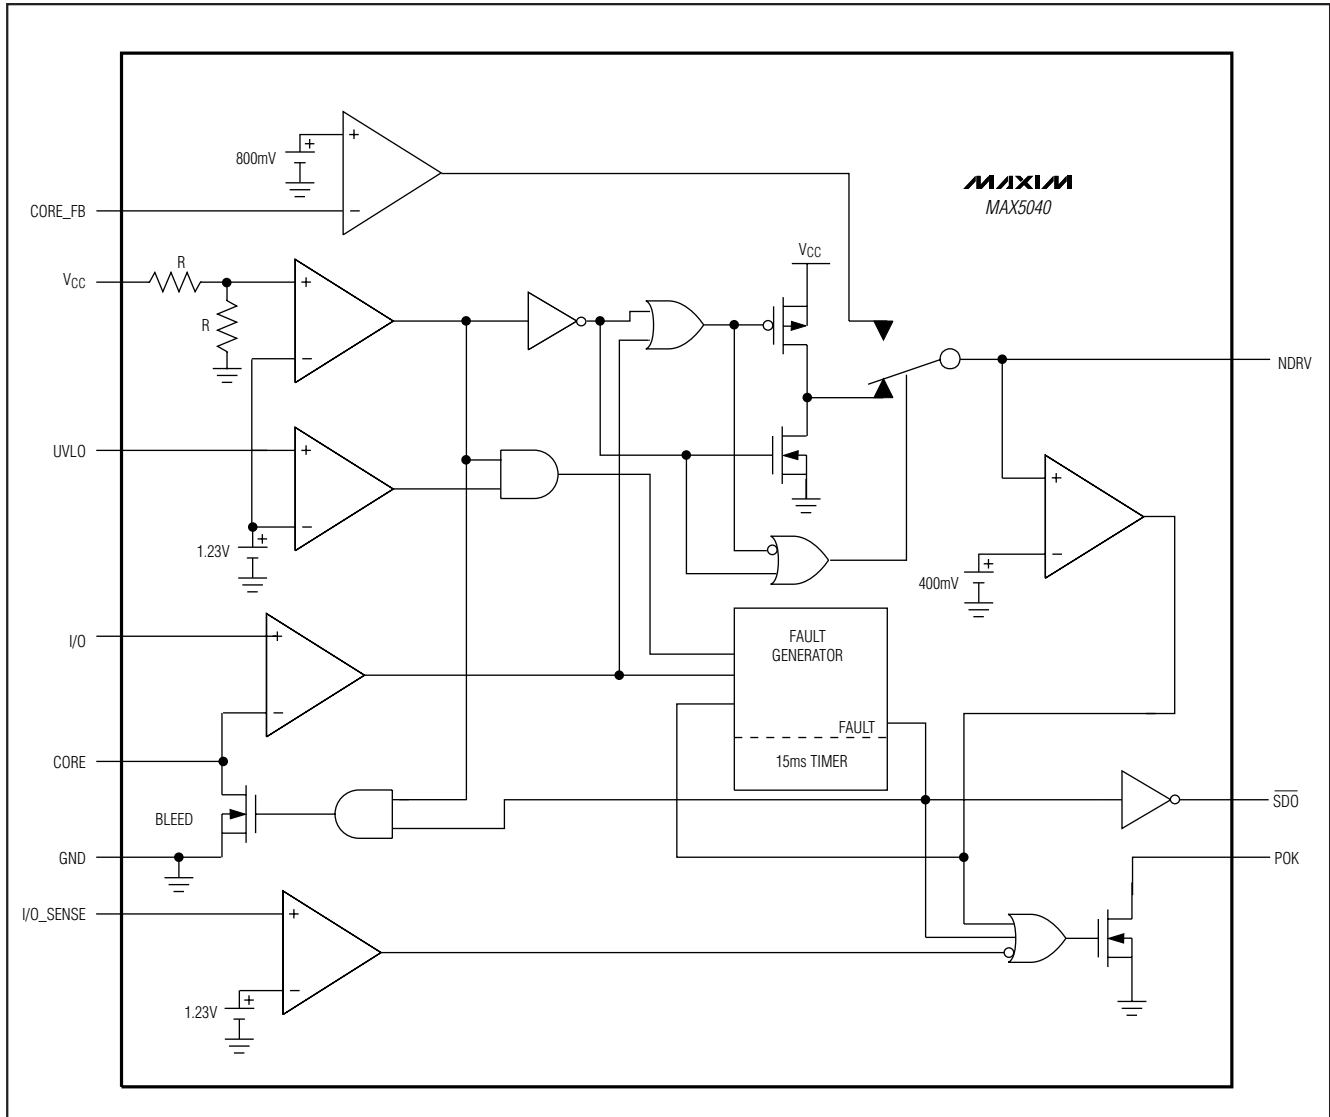 800mV
+
+
−
CORE_FB
MAXIM
MAX5040
VCC
R
R
+
−
VCC
NDRV
UVLO
+
−
+
1.23V
+
−
+
400mV
I/O
+
−
FAULT
GENERATOR
FAULT
15ms TIMER
CORE
BLEED
SDO
GND
POK
I/O_SENSE
+
−
+
1.23V